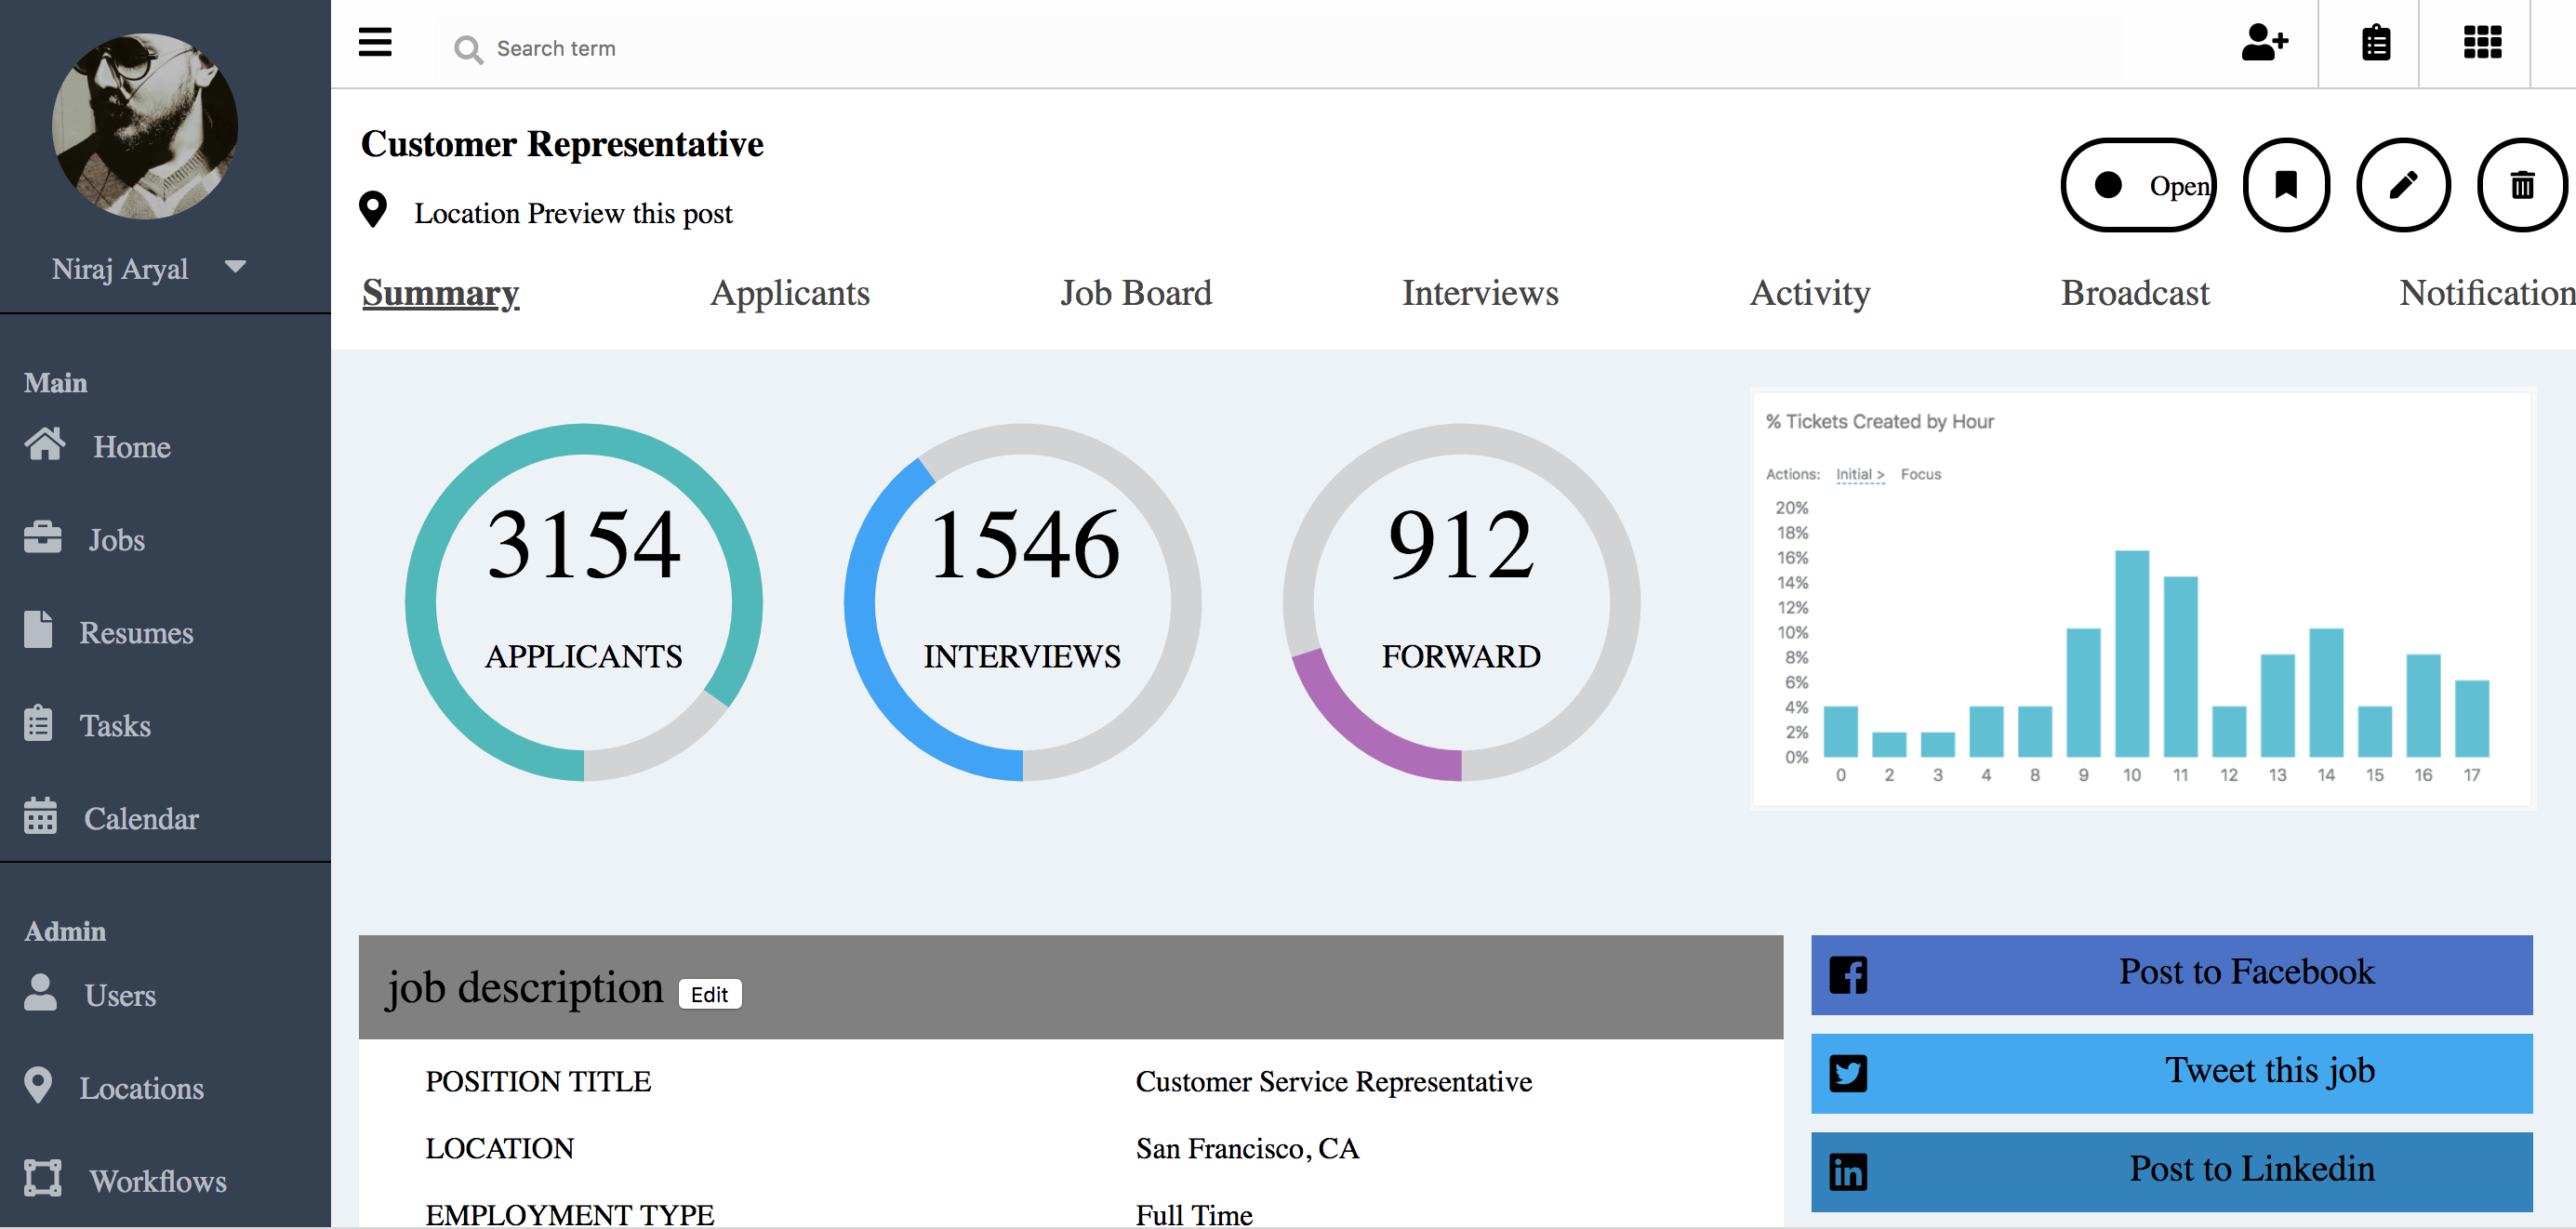 Niraj Aryal
Main
Home
Jobs
Resumes
Tasks
Calendar
Admin
Users
Locations
Workflows
Search term
Customer Representative
Location Preview this post
Open
Summary Applicants Job Board Interviews Activity Broadcast Notification
3154
APPLICANTS
1546
INTERVIEWS
912
FORWARD
% Tickets Created by Hour
Actions: Initial > Focus
20%
18%
16%
14%
12%
10%
8%
6%
4%
2%
0%
0 2 3 4 8 9 10 11 12 13 14 15 16 17
job description Edit
POSITION TITLE Customer Service Representative
LOCATION San Francisco, CA
EMPLOYMENT TYPE Full Time
Post to Facebook
Tweet this job
Post to Linkedin